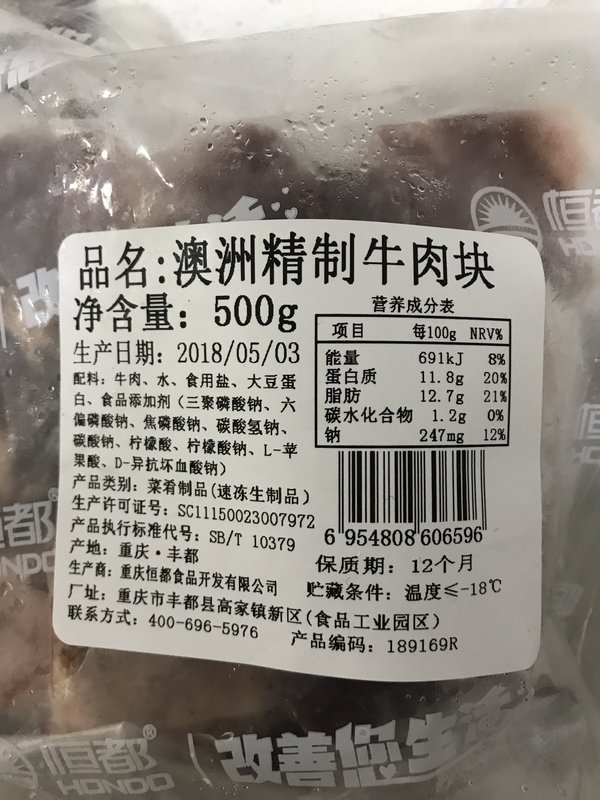 品名:澳洲精制牛肉块
净含量：500g
生产日期：2018/05/03
配料：牛肉、水、食用盐、大豆蛋
白、食品添加剂（三聚磷酸钠、六
偏磷酸钠、焦磷酸钠、碳酸氢钠、
碳酸钠、柠檬酸、柠檬酸钠、L-苹
果酸、D-异抗坏血酸钠）
产品类别：菜肴制品(速冻生制品)
生产许可证号：SC11150023007972
产品执行标准代号：SB/T 10379
产地：重庆·丰都
生产商：重庆恒都食品开发有限公司
厂址：重庆市丰都县高家镇新区(食品工业园区)
联系方式：400-696-5976
营养成分表
项目 每100g NRV%
能量 691kJ 8%
蛋白质 11.8g 20%
脂肪 12.7g 21%
碳水化合物 1.2g 0%
钠 247mg 12%
6 954808 606596
保质期：12个月
贮藏条件：温度≤-18℃
产品编码：189169R
恒都®
HONDO
改善您生活